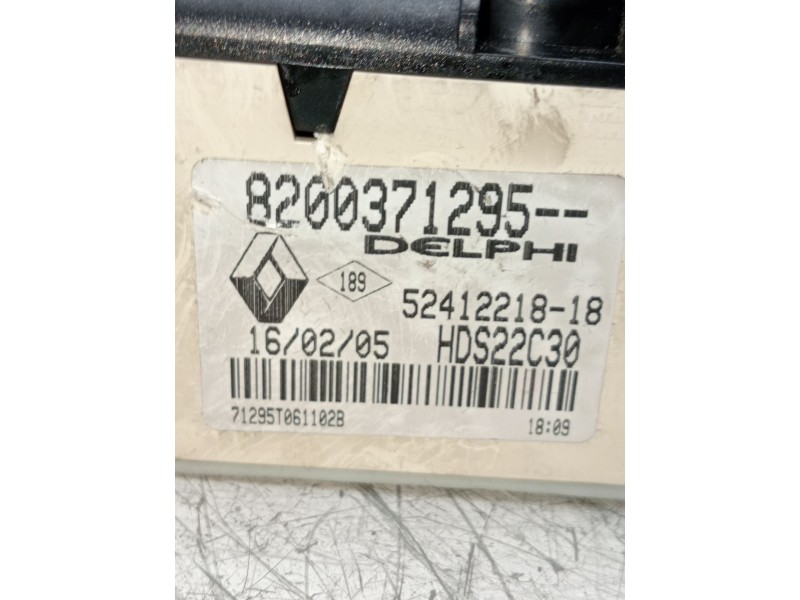 8200371295--
DELPHI
189
52412218-18
16/02/05 HDS22C30
71295T061102B 18:09